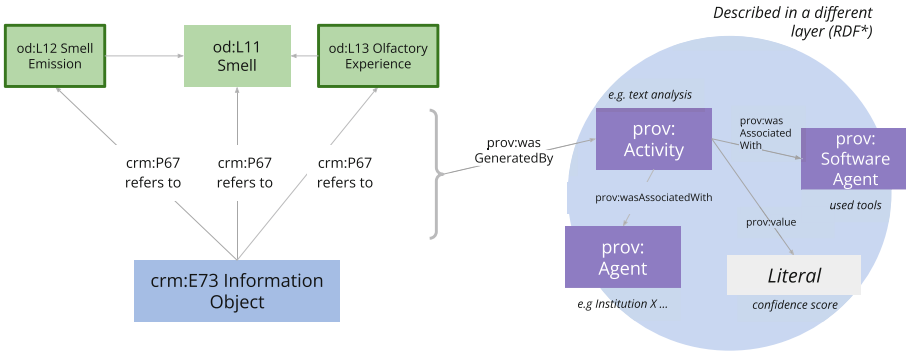 Described in a different
layer (RDF*)
od:L12 Smell
Emission
od:L11
Smell
od:L13 Olfactory
Experience
crm:P67
refers to
crm:P67
refers to
crm:P67
refers to
crm:E73 Information
Object
prov:was
GeneratedBy
e.g. text analysis
prov:
Activity
prov:was
Associated
With
prov:
Software
Agent
used tools
prov:wasAssociatedWith
prov:value
prov:
Agent
e.g Institution X ...
Literal
confidence score